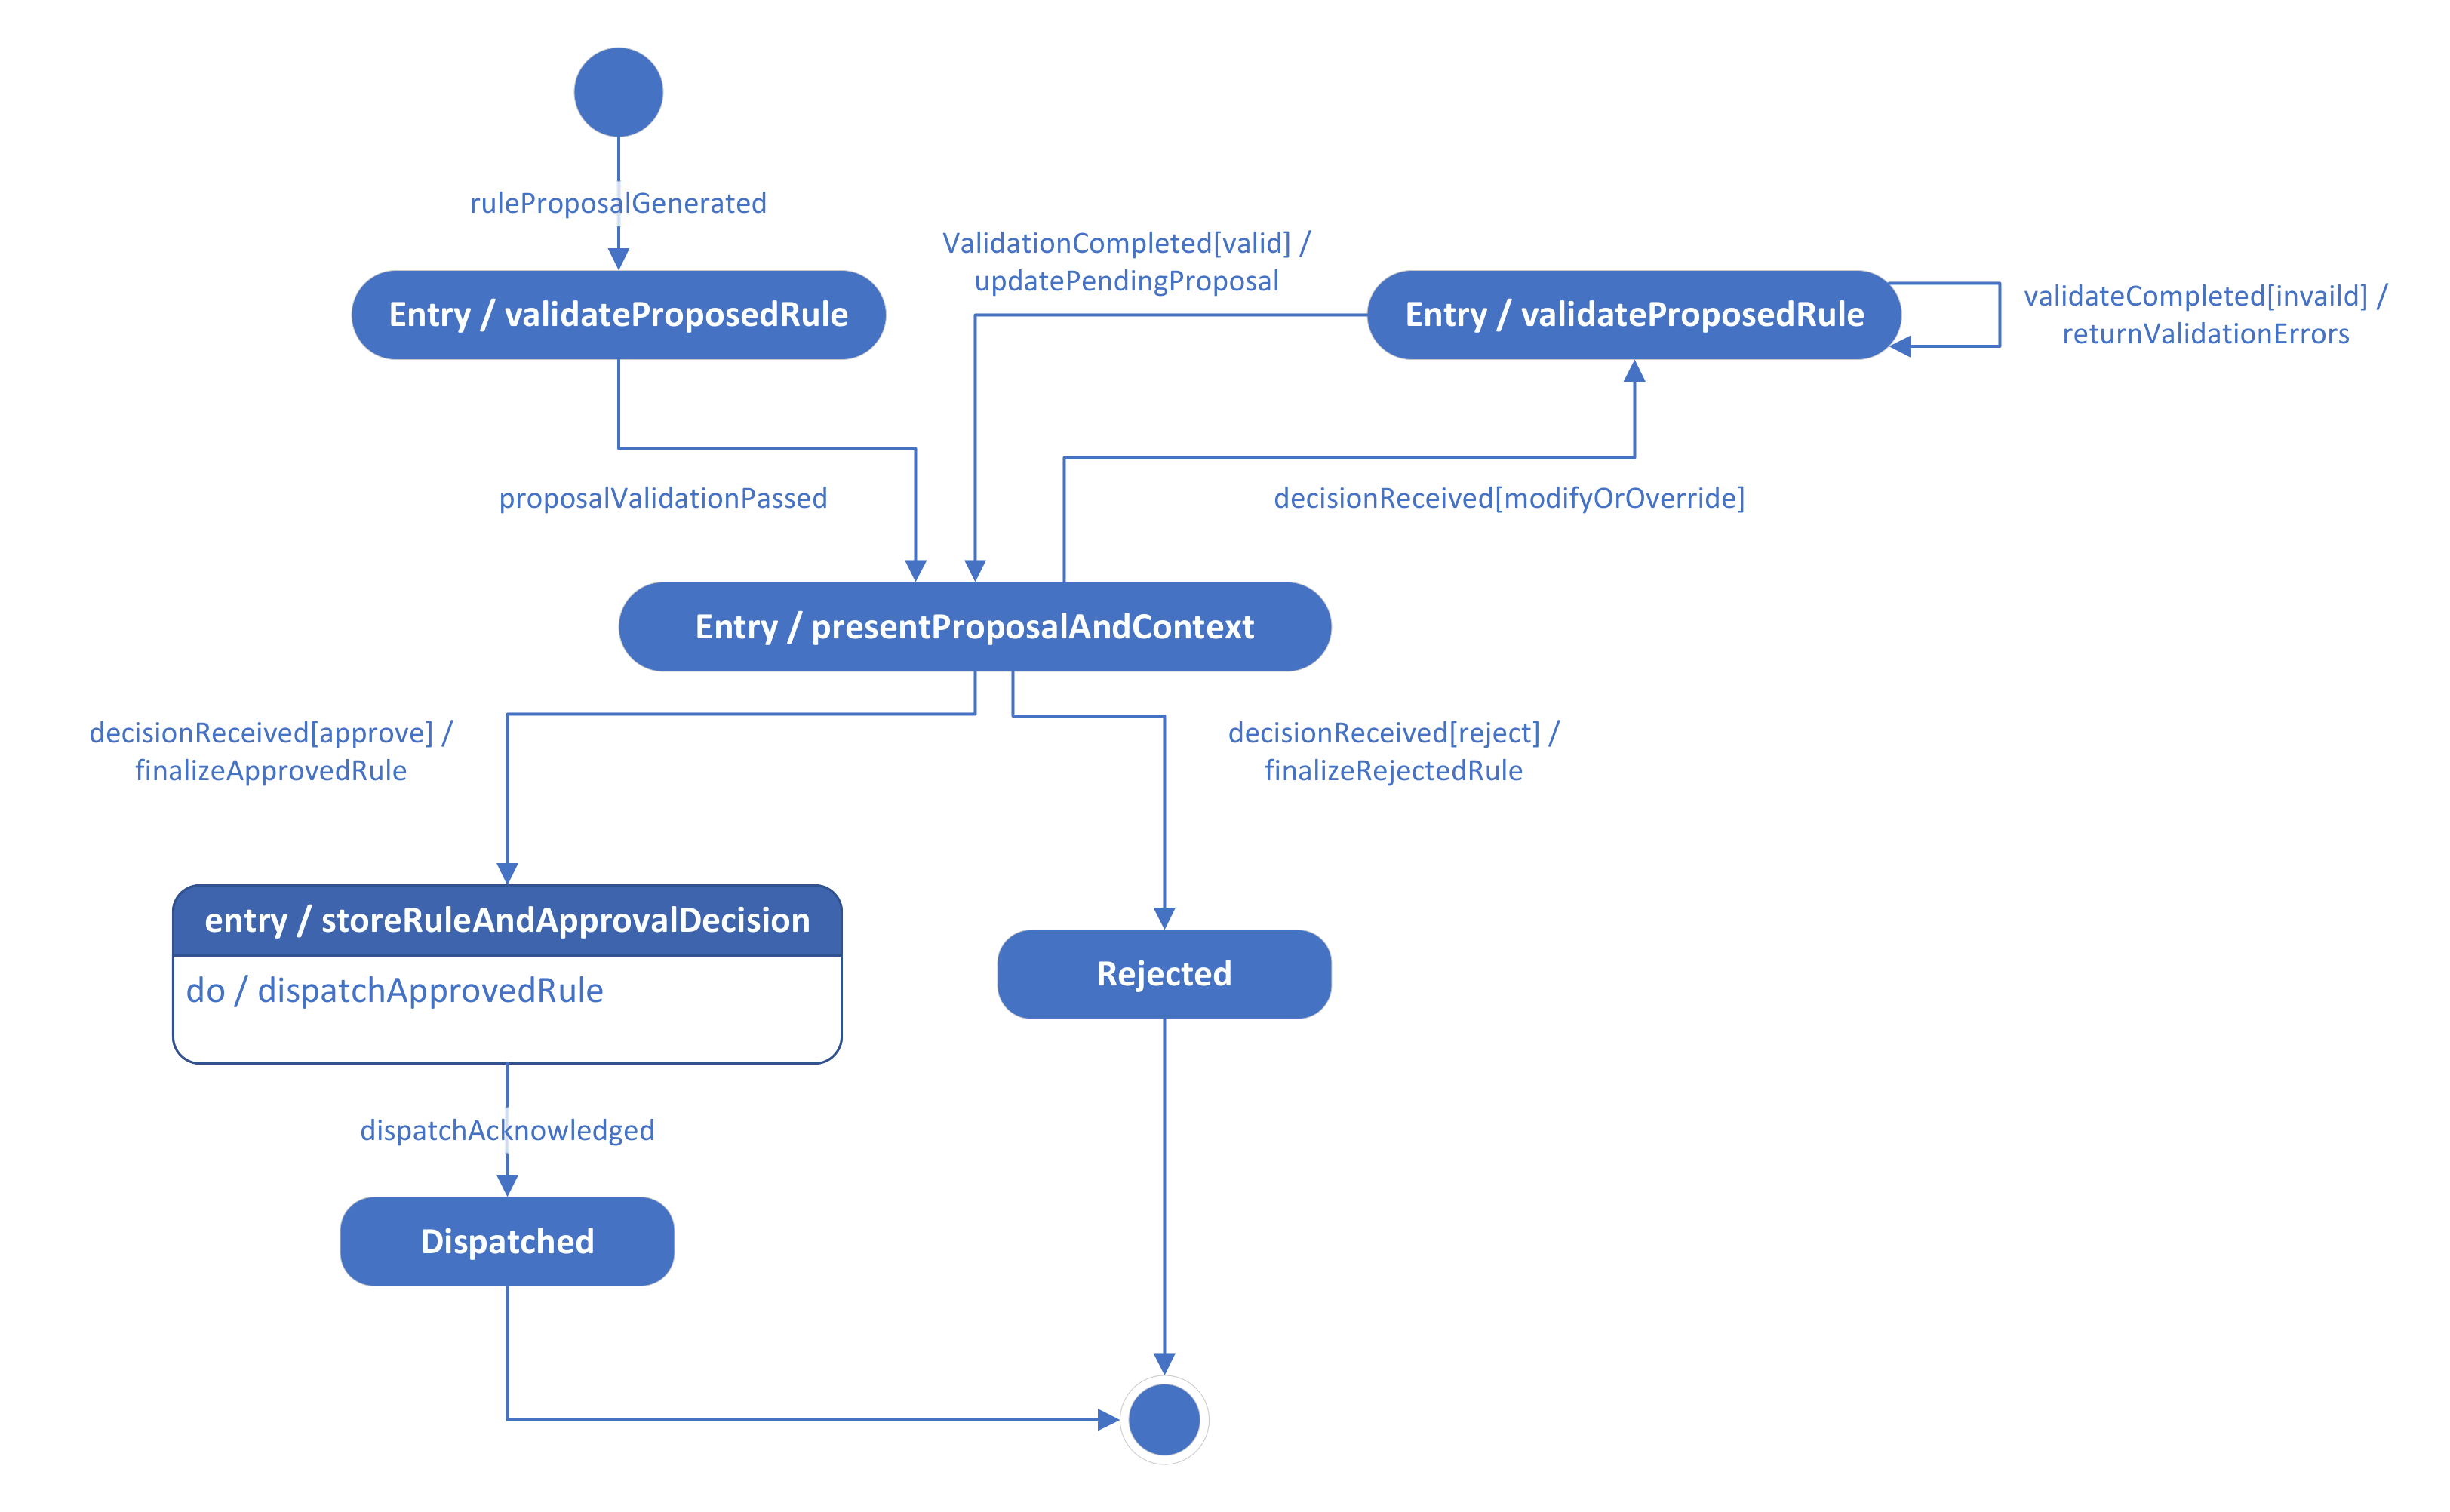 ruleProposalGenerated
Entry / validateProposedRule
ValidationCompleted[valid] /
updatePendingProposal
Entry / validateProposedRule
validateCompleted[invaild] /
returnValidationErrors
proposalValidationPassed
decisionReceived[modifyOrOverride]
Entry / presentProposalAndContext
decisionReceived[approve] /
finalizeApprovedRule
decisionReceived[reject] /
finalizeRejectedRule
entry / storeRuleAndApprovalDecision
do / dispatchApprovedRule
Rejected
dispatchAcknowledged
Dispatched